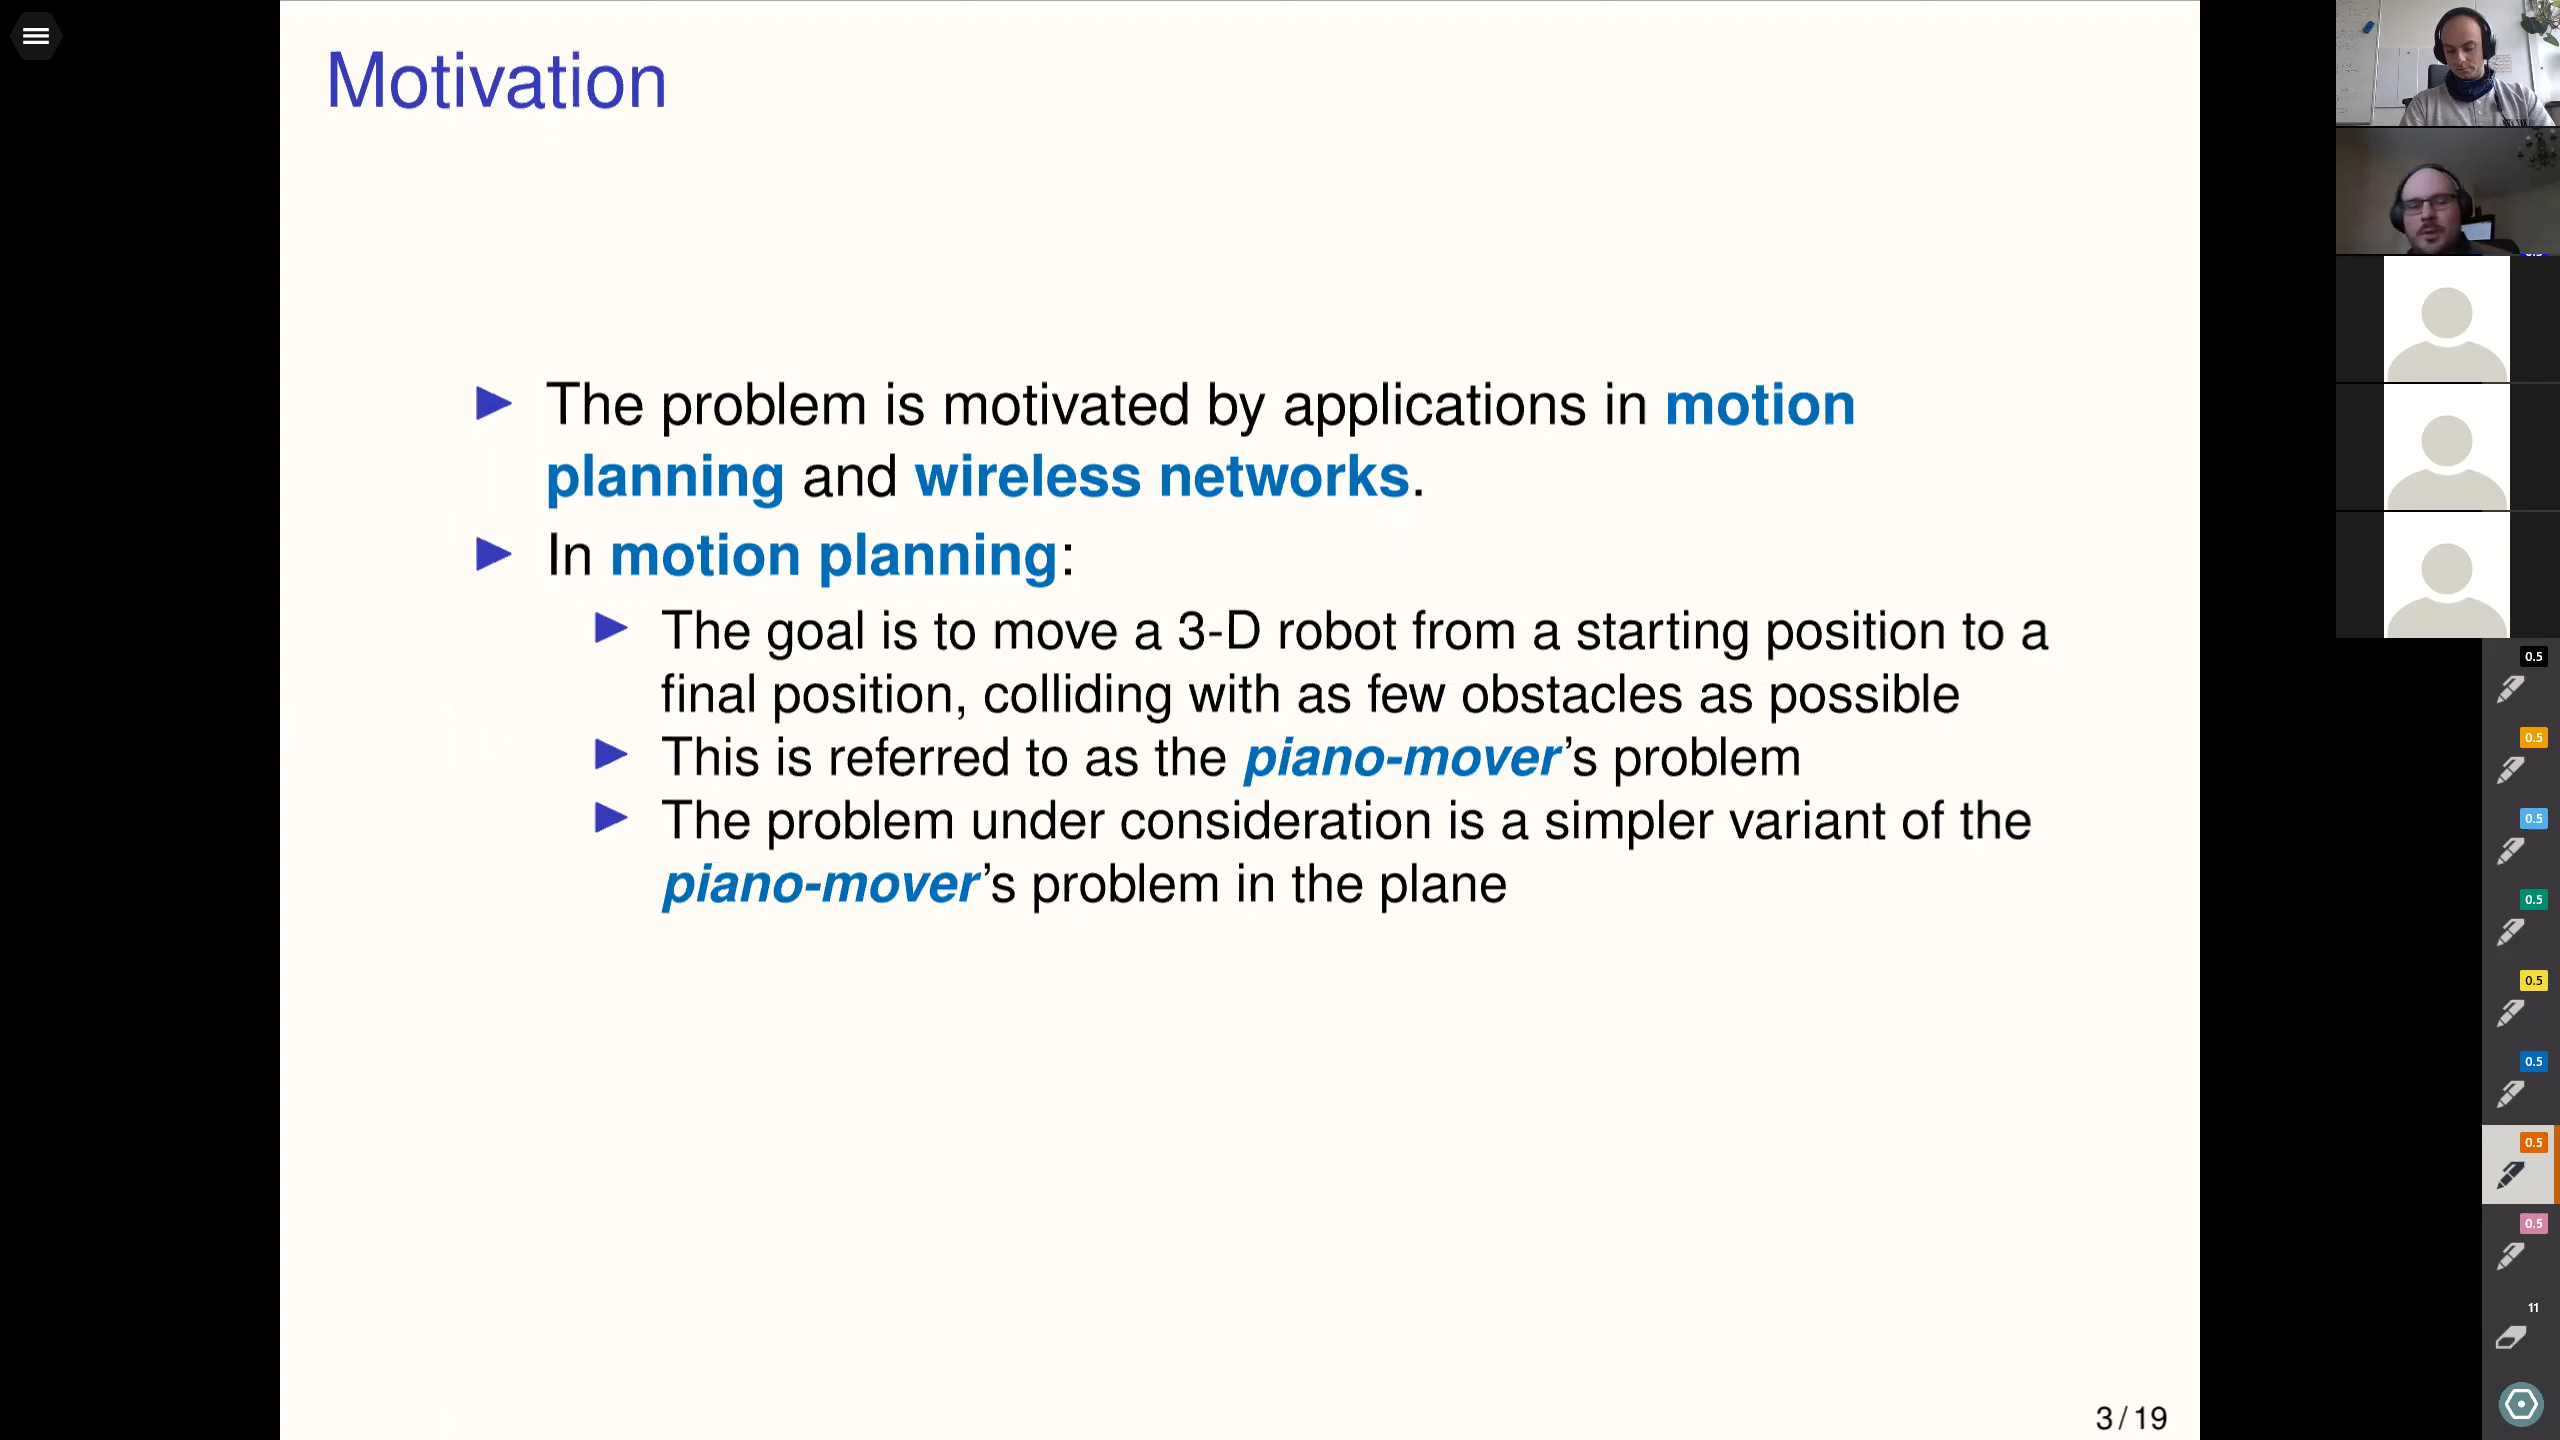 Motivation
The problem is motivated by applications in motion
planning and wireless networks.
In motion planning:
The goal is to move a 3-D robot from a starting position to a
final position, colliding with as few obstacles as possible
This is referred to as the piano-mover's problem
The problem under consideration is a simpler variant of the
piano-mover's problem in the plane
3/19
0.5
0.5
0.5
0.5
0.5
0.5
0.5
0.5
11